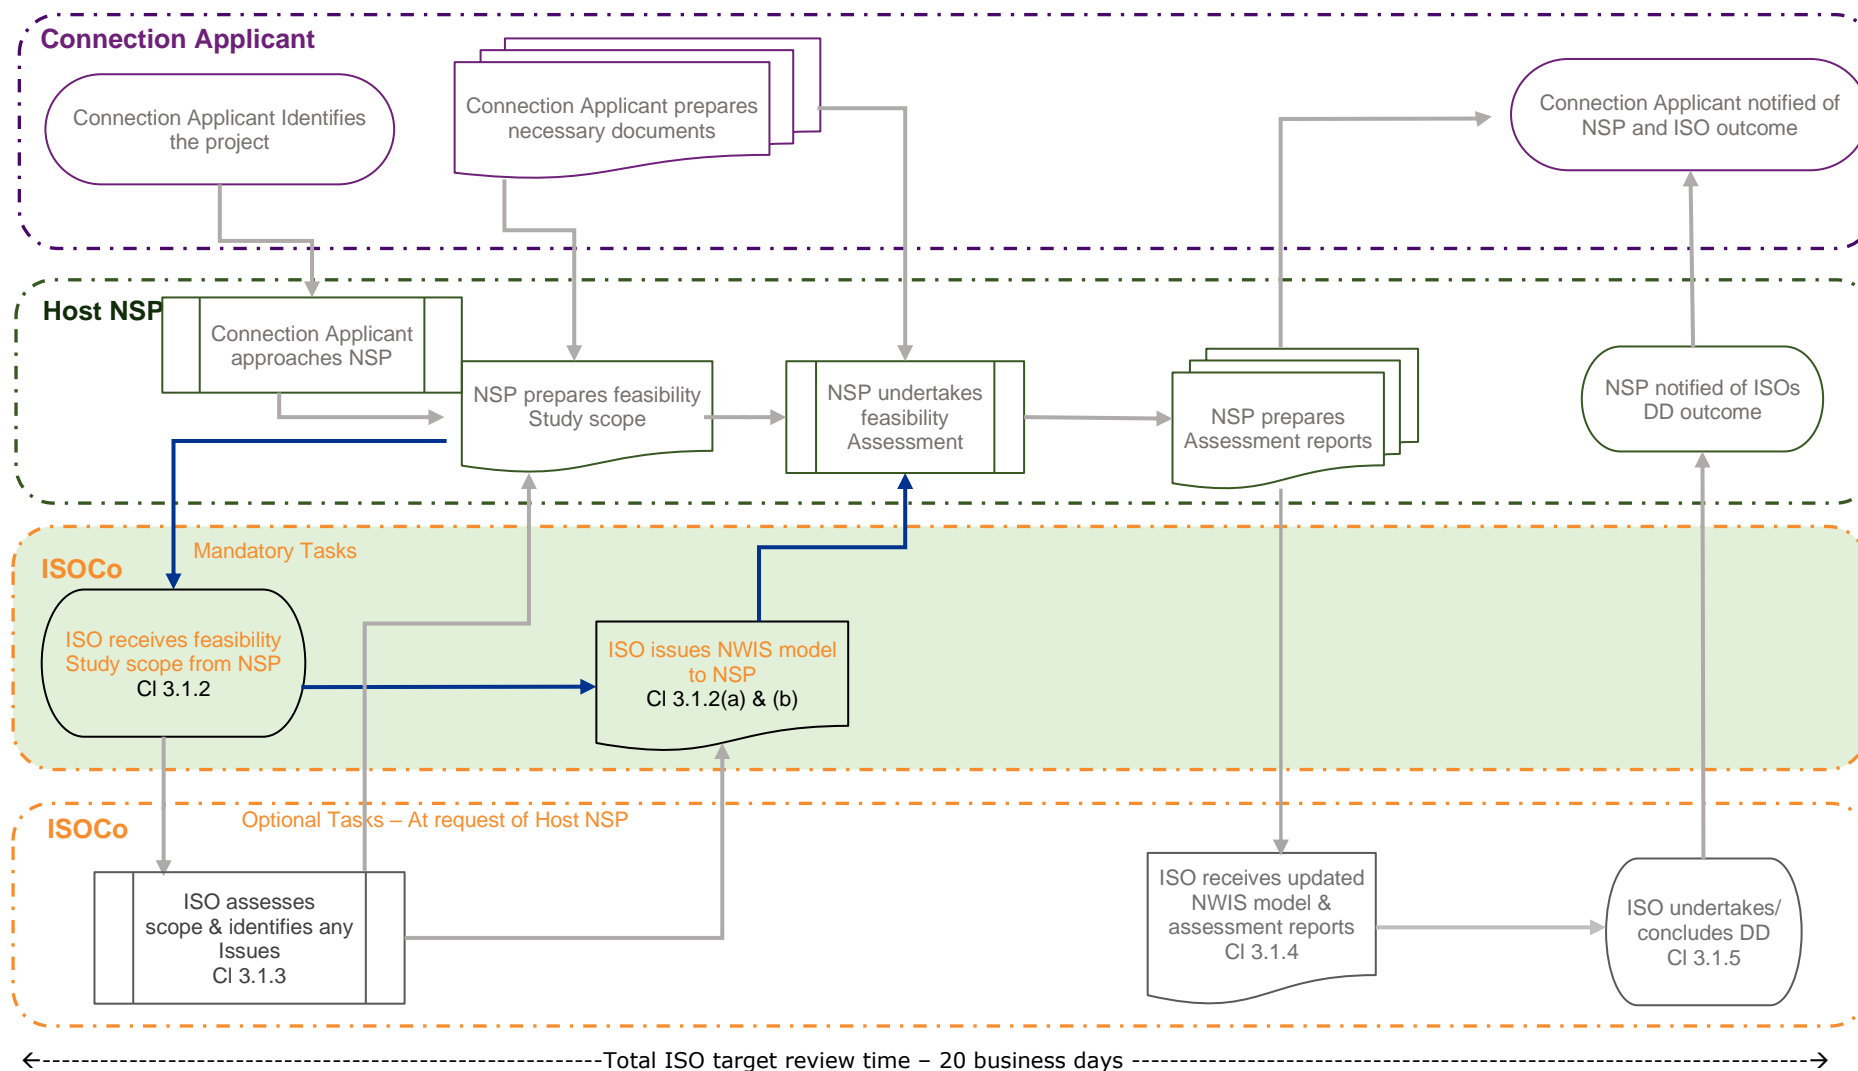 Connection Applicant
Connection Applicant Identifies
the project
Connection Applicant prepares
necessary documents
Connection Applicant notified of
NSP and ISO outcome
Host NSP
Connection Applicant
approaches NSP
NSP prepares feasibility
Study scope
NSP undertakes
feasibility
Assessment
NSP prepares
Assessment reports
NSP notified of ISOs
DD outcome
Mandatory Tasks
ISOCo
ISO receives feasibility
Study scope from NSP
Cl 3.1.2
ISO issues NWIS model
to NSP
Cl 3.1.2(a) & (b)
ISOCo
Optional Tasks – At request of Host NSP
ISO assesses
scope & identifies any
Issues
Cl 3.1.3
ISO receives updated
NWIS model &
assessment reports
Cl 3.1.4
ISO undertakes/
concludes DD
Cl 3.1.5
Total ISO target review time – 20 business days